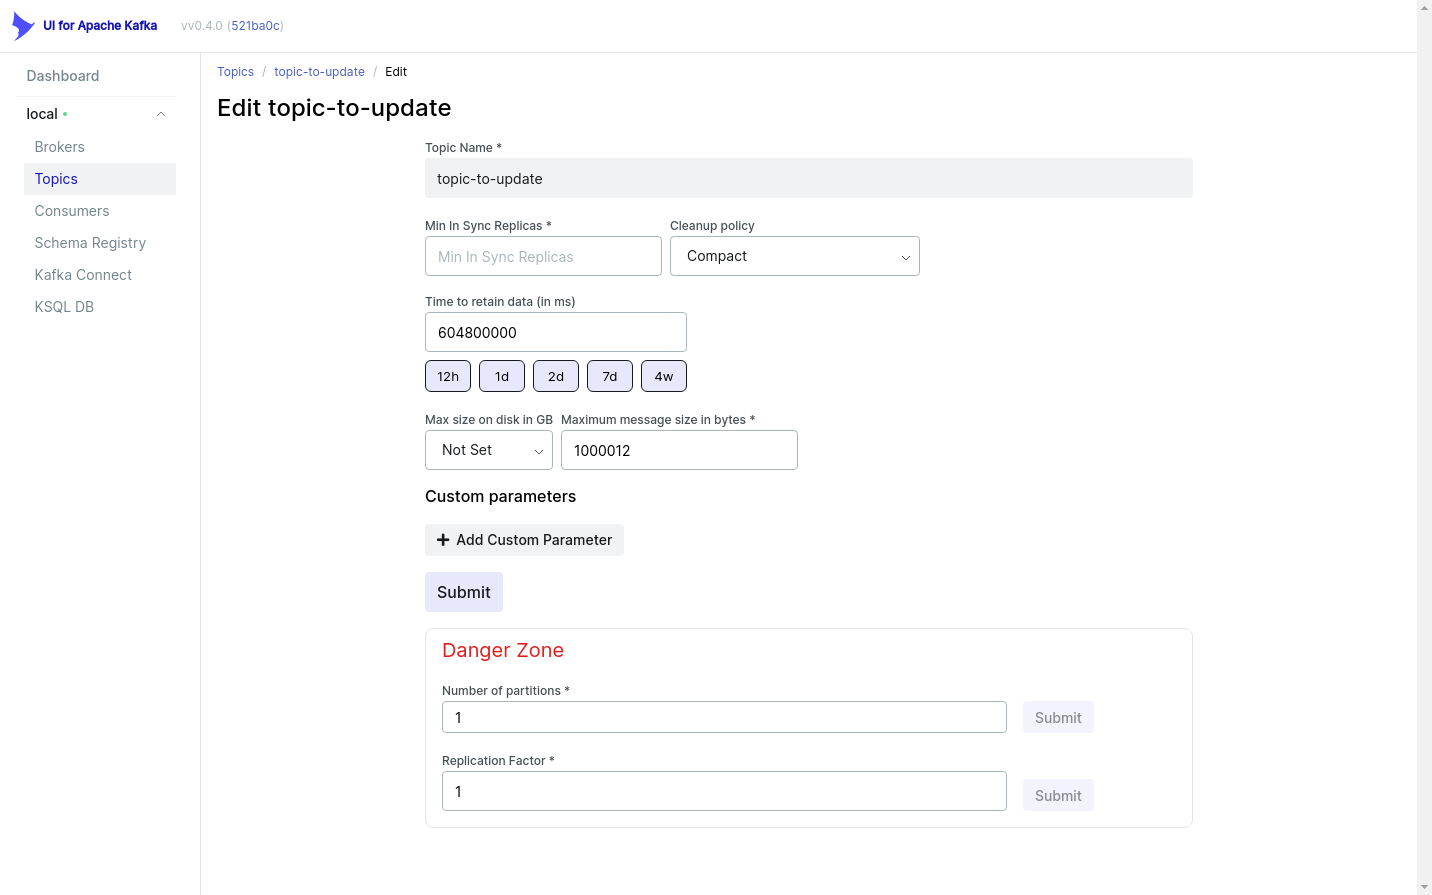 UI for Apache Kafka vv0.4.0 (521ba0c)
Dashboard
local
Brokers
Topics
Consumers
Schema Registry
Kafka Connect
KSQL DB
Topics / topic-to-update / Edit
Edit topic-to-update
Topic Name *
topic-to-update
Min In Sync Replicas * Cleanup policy
Min In Sync Replicas Compact
Time to retain data (in ms)
604800000
12h 1d 2d 7d 4w
Max size on disk in GB Maximum message size in bytes *
Not Set 1000012
Custom parameters
Add Custom Parameter
Submit
Danger Zone
Number of partitions *
1 Submit
Replication Factor *
1 Submit